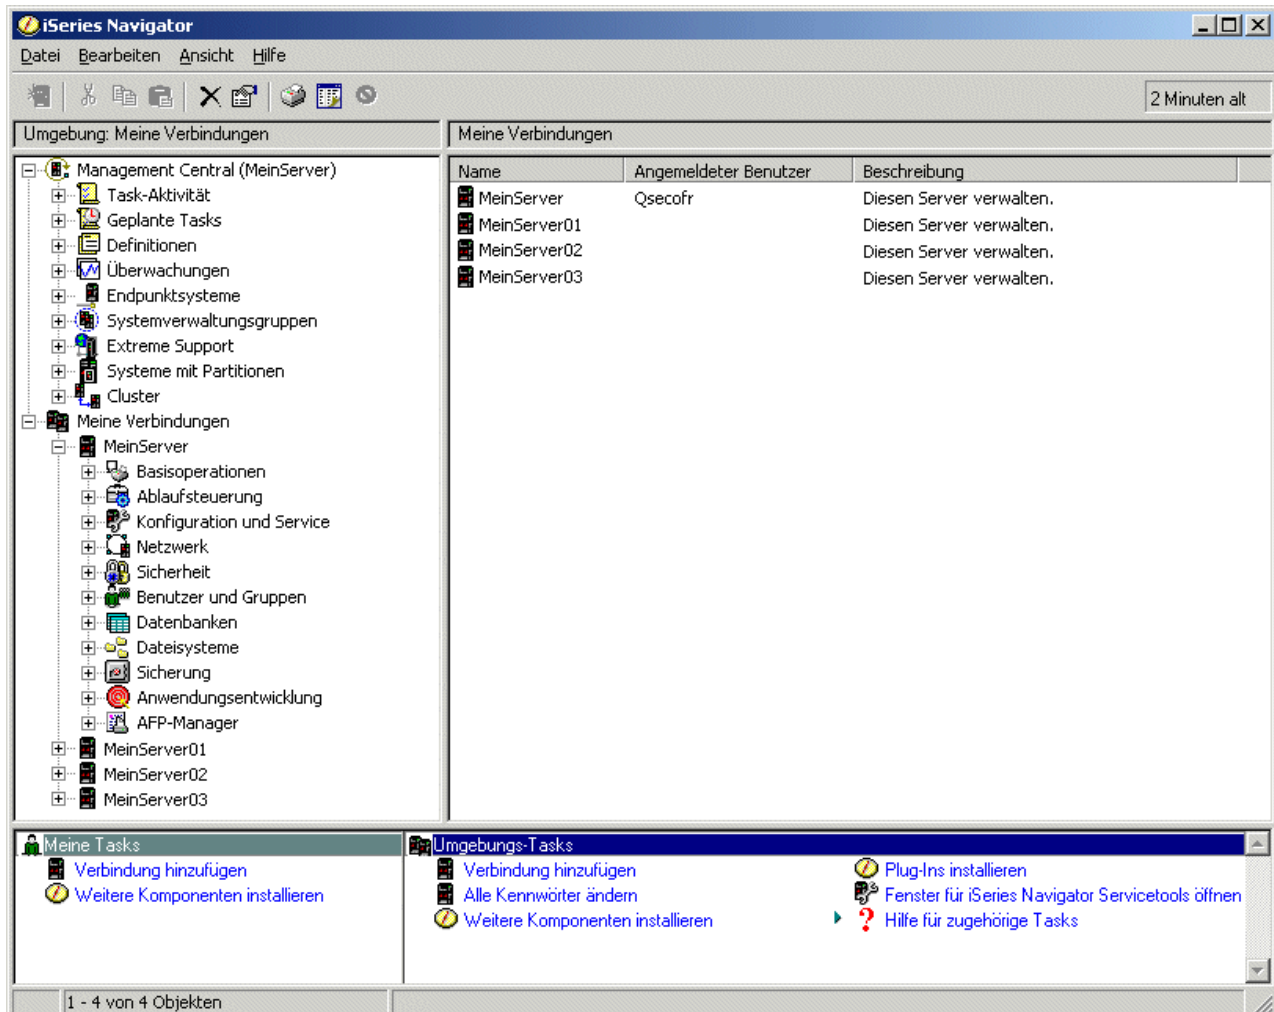 iSeries Navigator
Datei Bearbeiten Ansicht Hilfe
2 Minuten alt
Umgebung: Meine Verbindungen
Meine Verbindungen
Management Central (MeinServer)
Task-Aktivität
Geplante Tasks
Definitionen
Überwachungen
Endpunktsysteme
Systemverwaltungsgruppen
Extreme Support
Systeme mit Partitionen
Cluster
Meine Verbindungen
MeinServer
Basisoperationen
Ablaufsteuerung
Konfiguration und Service
Netzwerk
Sicherheit
Benutzer und Gruppen
Datenbanken
Dateisysteme
Sicherung
Anwendungsentwicklung
AFP-Manager
MeinServer01
MeinServer02
MeinServer03
Name Angemeldeter Benutzer Beschreibung
MeinServer Qsecofr Diesen Server verwalten.
MeinServer01 Diesen Server verwalten.
MeinServer02 Diesen Server verwalten.
MeinServer03 Diesen Server verwalten.
Meine Tasks
Verbindung hinzufügen
Weitere Komponenten installieren
Umgebungs-Tasks
Verbindung hinzufügen
Alle Kennwörter ändern
Weitere Komponenten installieren
Plug-Ins installieren
Fenster für iSeries Navigator Servicetools öffnen
Hilfe für zugehörige Tasks
1 - 4 von 4 Objekten